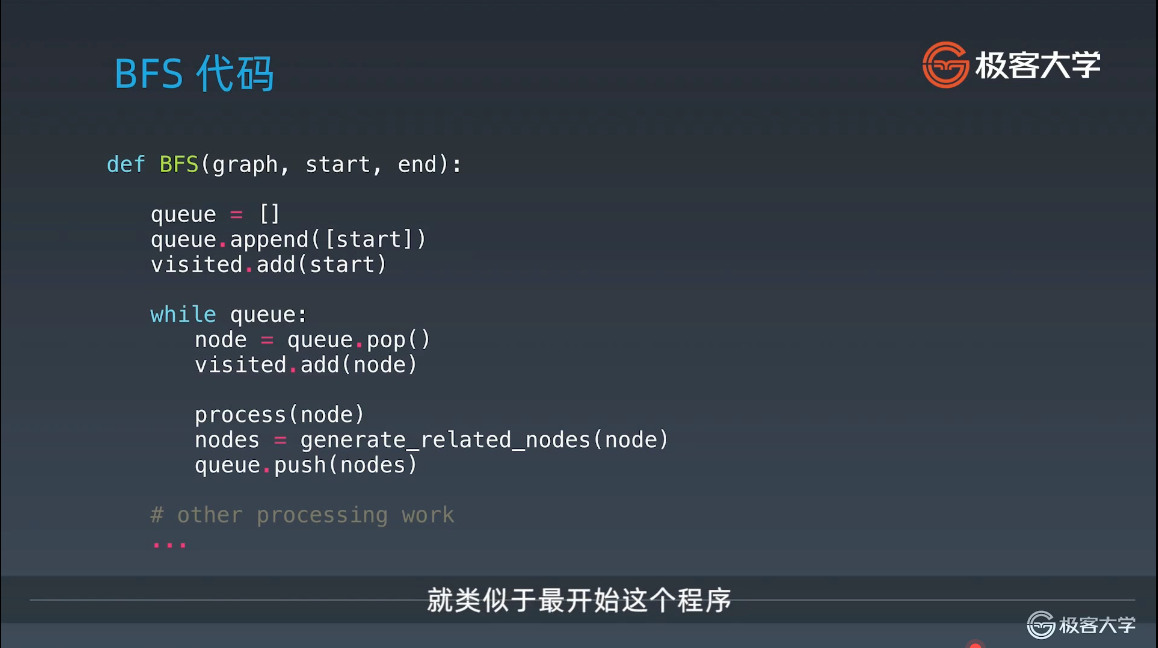 BFS 代码
极客大学
def BFS(graph, start, end):
queue = []
queue.append([start])
visited.add(start)
while queue:
node = queue.pop()
visited.add(node)
process(node)
nodes = generate_related_nodes(node)
queue.push(nodes)
# other processing work
...
就类似于最开始这个程序
极客大学